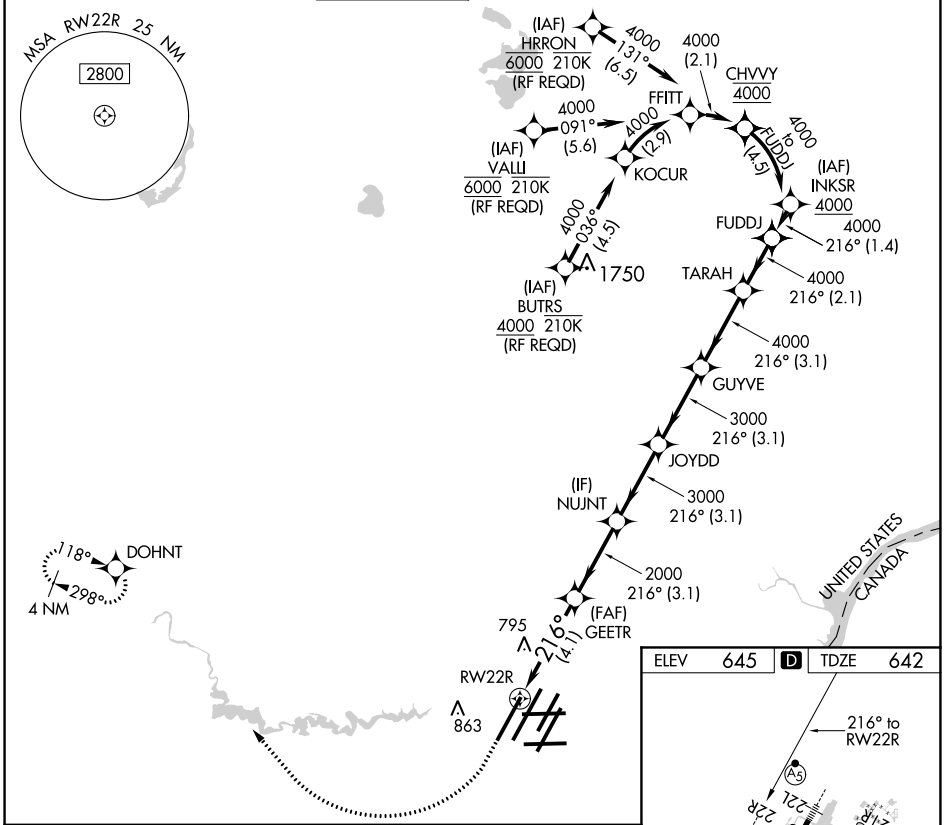 MSA RW22R 25 NM
2800
(IAF)
HRRON
6000 210K
(RF REQD)
4000
131°
(6.5)
4000
(2.1)
CHVVY
4000
FFITT
4000
091°
(5.6)
(IAF)
VALLI
6000 210K
(RF REQD)
4000
(2.9)
KOCUR
4000
to
FUDDJ
(4.5)
(IAF)
INKSR
4000
4000
216° (1.4)
FUDDJ
4000
036°
(4.5)
1750
(IAF)
BUTRS
4000 210K
(RF REQD)
TARAH
4000
216° (2.1)
4000
216° (3.1)
GUYVE
3000
216° (3.1)
JOYDD
3000
216° (3.1)
(IF)
NUJNT
2000
216° (3.1)
(FAF)
GEETR
118°
DOHNT
298°
4 NM
795
216°
(4.1)
RW22R
863
UNITED STATES
CANADA
ELEV 645 D TDZE 642
216° to
RW22R
A5
22R
22L